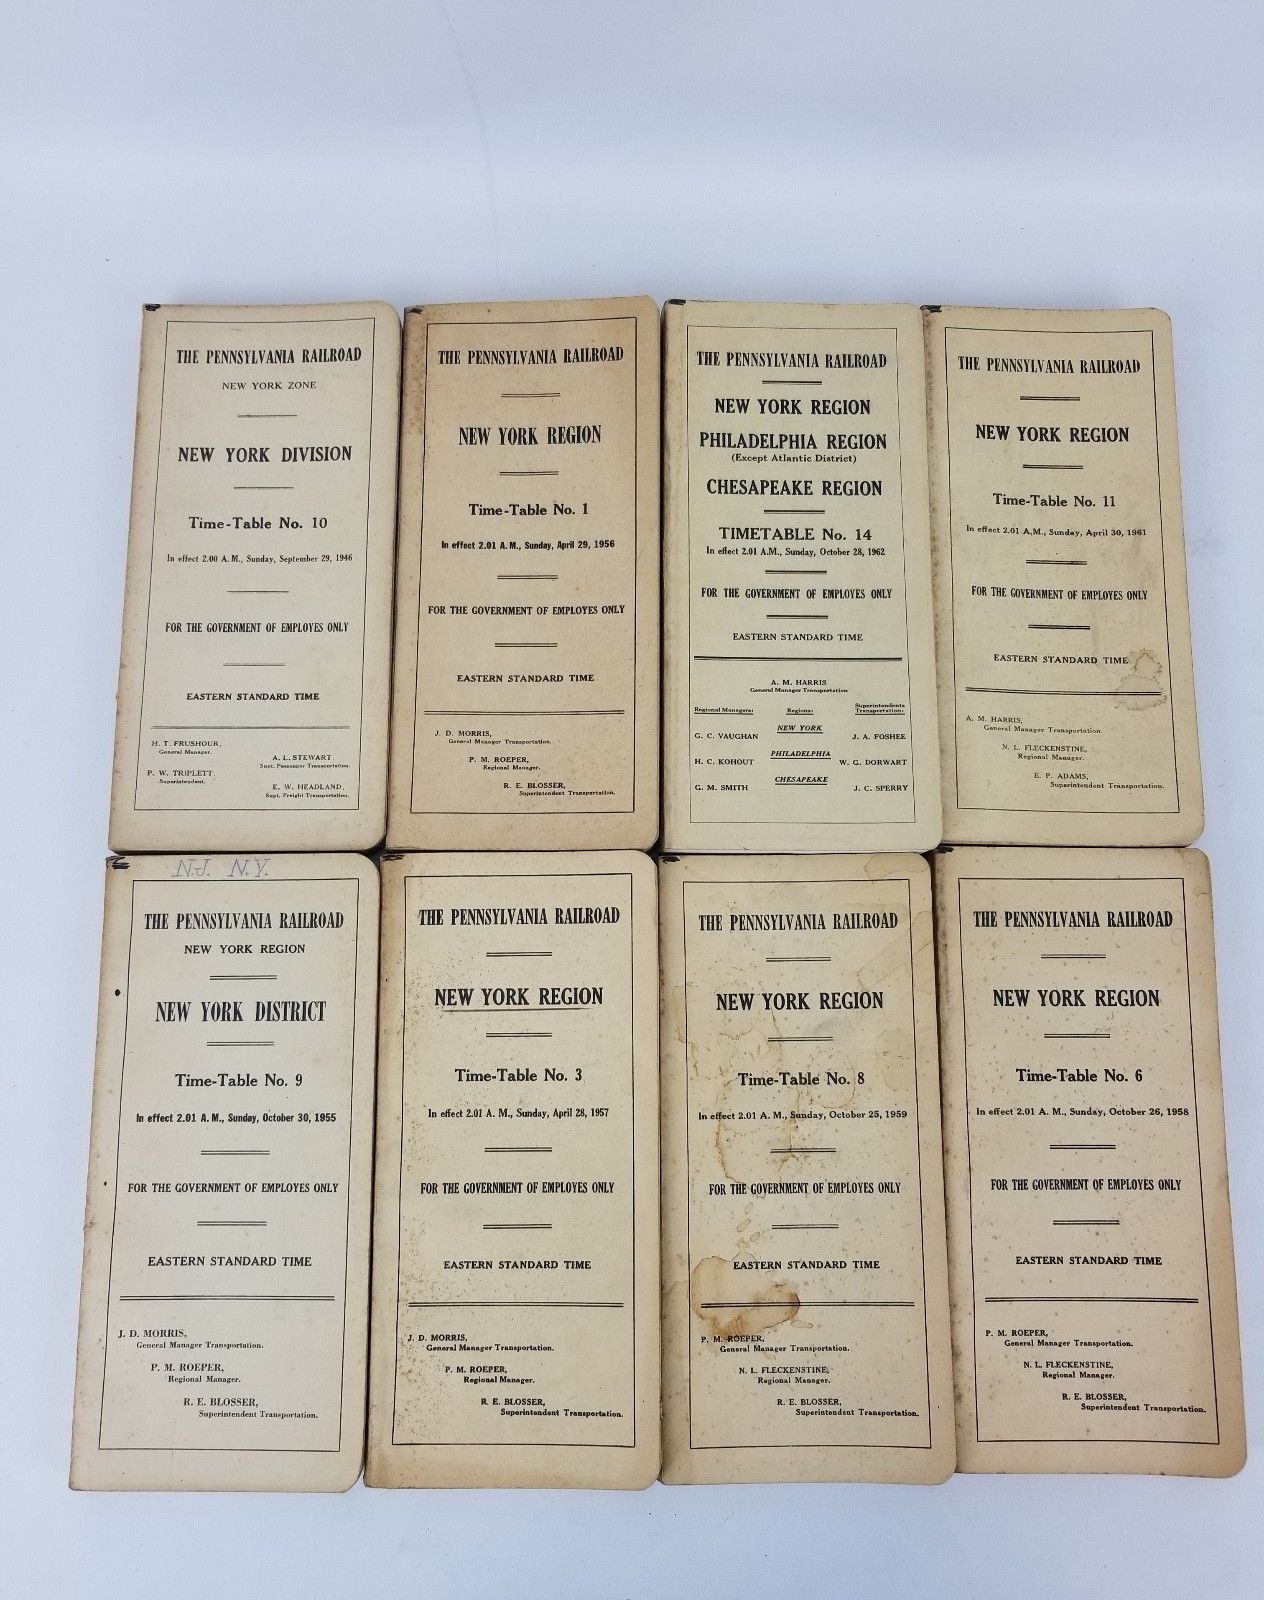 THE PENNSYLVANIA RAILROAD
NEW YORK ZONE
NEW YORK DIVISION
Time-Table No. 10
In effect 2.00 A. M., Sunday, September 29, 1946
FOR THE GOVERNMENT OF EMPLOYES ONLY
EASTERN STANDARD TIME
H. T. FRUSHOUR,
General Manager.
A. L. STEWART
Supt. Passenger Transportation.
P. W. TRIPLETT
Superintendent.
E. W. HEADLAND,
Supt. Freight Transportation.
THE PENNSYLVANIA RAILROAD
NEW YORK REGION
Time-Table No. 1
In effect 2.01 A. M., Sunday, April 29, 1956
FOR THE GOVERNMENT OF EMPLOYES ONLY
EASTERN STANDARD TIME
J. D. MORRIS,
General Manager Transportation.
P. M. ROEPER,
Regional Manager.
R. E. BLOSSER,
Superintendent Transportation.
THE PENNSYLVANIA RAILROAD
NEW YORK REGION
PHILADELPHIA REGION
(Except Atlantic District)
CHESAPEAKE REGION
TIMETABLE No. 14
In effect 2.01 A.M., Sunday, October 28, 1962
FOR THE GOVERNMENT OF EMPLOYES ONLY
EASTERN STANDARD TIME
A. M. HARRIS
General Manager Transportation
Regional Managers: Regions: Superintendents Transportation:
NEW YORK
G. C. VAUGHAN J. A. FOSHEE
PHILADELPHIA
H. C. KOHOUT W. G. DORWART
CHESAPEAKE
G. M. SMITH J. C. SPERRY
THE PENNSYLVANIA RAILROAD
NEW YORK REGION
Time-Table No. 11
In effect 2.01 A.M., Sunday, April 30, 1961
FOR THE GOVERNMENT OF EMPLOYES ONLY
EASTERN STANDARD TIME
A. M. HARRIS,
General Manager Transportation.
N. L. FLECKENSTINE,
Regional Manager.
E. P. ADAMS,
Superintendent Transportation.
N.J. N.Y.
THE PENNSYLVANIA RAILROAD
NEW YORK REGION
NEW YORK DISTRICT
Time-Table No. 9
In effect 2.01 A. M., Sunday, October 30, 1955
FOR THE GOVERNMENT OF EMPLOYES ONLY
EASTERN STANDARD TIME
J. D. MORRIS,
General Manager Transportation.
P. M. ROEPER,
Regional Manager.
R. E. BLOSSER,
Superintendent Transportation.
THE PENNSYLVANIA RAILROAD
NEW YORK REGION
Time-Table No. 3
In effect 2.01 A. M., Sunday, April 28, 1957
FOR THE GOVERNMENT OF EMPLOYES ONLY
EASTERN STANDARD TIME
J. D. MORRIS,
General Manager Transportation.
P. M. ROEPER,
Regional Manager.
R. E. BLOSSER,
Superintendent Transportation.
THE PENNSYLVANIA RAILROAD
NEW YORK REGION
Time-Table No. 8
In effect 2.01 A. M., Sunday, October 25, 1959
FOR THE GOVERNMENT OF EMPLOYES ONLY
EASTERN STANDARD TIME
P. M. ROEPER,
General Manager Transportation.
N. L. FLECKENSTINE,
Regional Manager.
R. E. BLOSSER,
Superintendent Transportation.
THE PENNSYLVANIA RAILROAD
NEW YORK REGION
Time-Table No. 6
In effect 2.01 A. M., Sunday, October 26, 1958
FOR THE GOVERNMENT OF EMPLOYES ONLY
EASTERN STANDARD TIME
P. M. ROEPER,
General Manager Transportation.
N. L. FLECKENSTINE,
Regional Manager.
R. E. BLOSSER,
Superintendent Transportation.